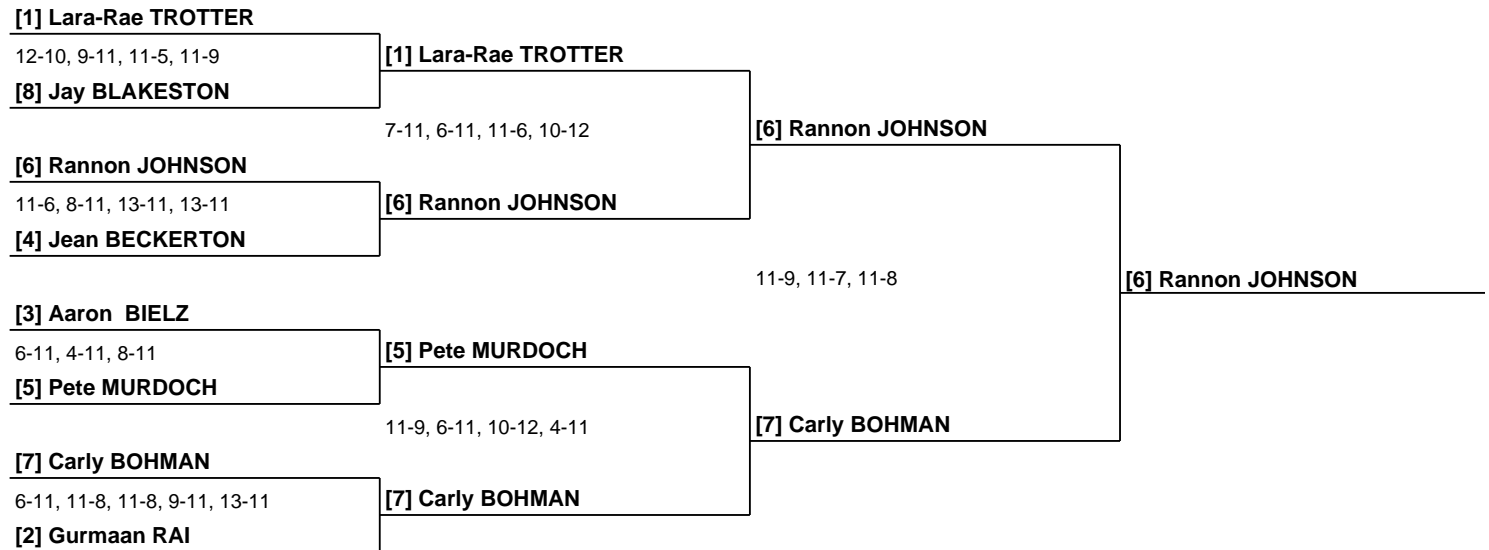 [1] Lara-Rae TROTTER
12-10, 9-11, 11-5, 11-9
[1] Lara-Rae TROTTER
[8] Jay BLAKESTON
7-11, 6-11, 11-6, 10-12
[6] Rannon JOHNSON
[6] Rannon JOHNSON
11-6, 8-11, 13-11, 13-11
[6] Rannon JOHNSON
[4] Jean BECKERTON
11-9, 11-7, 11-8
[6] Rannon JOHNSON
[3] Aaron  BIELZ
6-11, 4-11, 8-11
[5] Pete MURDOCH
[5] Pete MURDOCH
11-9, 6-11, 10-12, 4-11
[7] Carly BOHMAN
[7] Carly BOHMAN
6-11, 11-8, 11-8, 9-11, 13-11
[7] Carly BOHMAN
[2] Gurmaan RAI